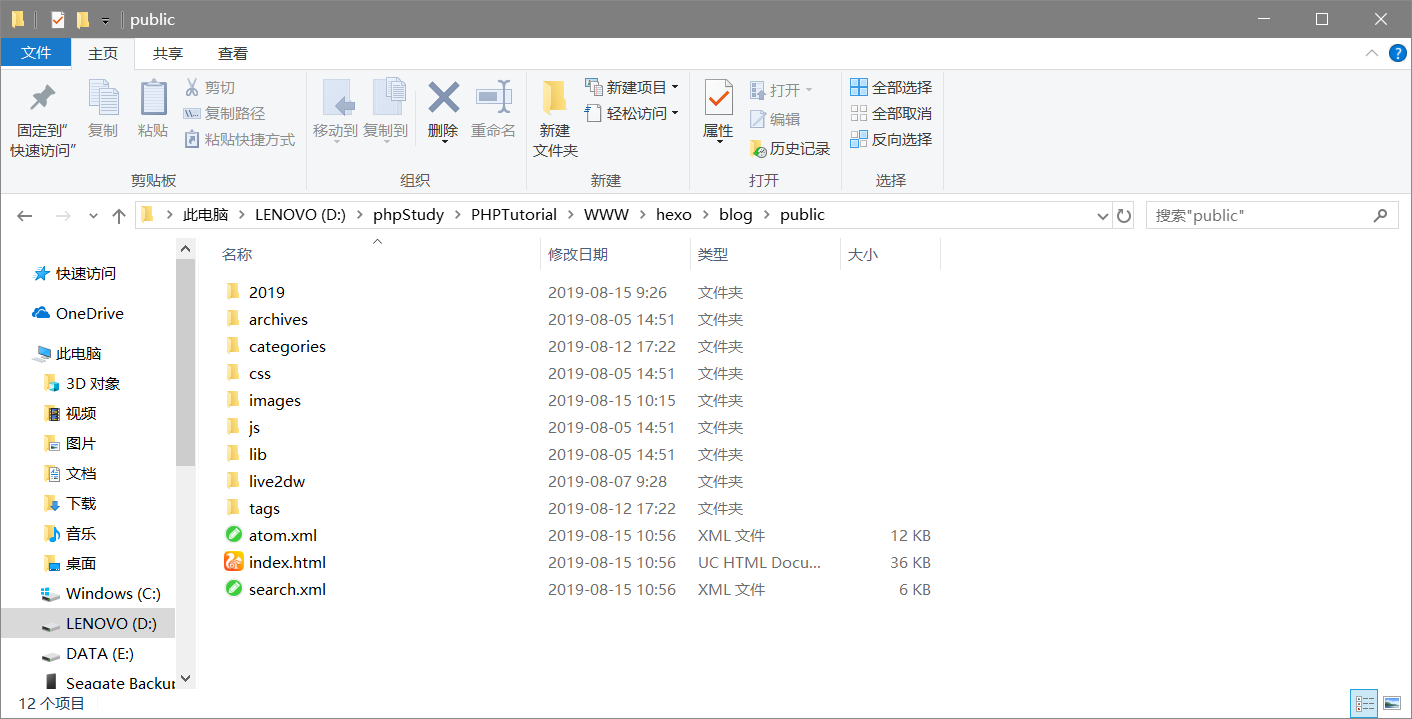 public
文件 主页 共享 查看
固定到"快速访问" 复制 粘贴 剪切 复制路径 粘贴快捷方式
移动到 复制到 删除 重命名
新建文件夹 新建项目 轻松访问
属性 打开 编辑 历史记录
全部选择 全部取消 反向选择
剪贴板 组织 新建 打开 选择
此电脑 LENOVO (D:) phpStudy PHPTutorial WWW hexo blog public
搜索"public"
快速访问
OneDrive
此电脑
3D 对象
视频
图片
文档
下载
音乐
桌面
Windows (C:)
LENOVO (D:)
DATA (E:)
Seagate Backup
名称 修改日期 类型 大小
2019 2019-08-15 9:26 文件夹
archives 2019-08-05 14:51 文件夹
categories 2019-08-12 17:22 文件夹
css 2019-08-05 14:51 文件夹
images 2019-08-15 10:15 文件夹
js 2019-08-05 14:51 文件夹
lib 2019-08-05 14:51 文件夹
live2dw 2019-08-07 9:28 文件夹
tags 2019-08-12 17:22 文件夹
atom.xml 2019-08-15 10:56 XML 文件 12 KB
index.html 2019-08-15 10:56 UC HTML Docu... 36 KB
search.xml 2019-08-15 10:56 XML 文件 6 KB
12 个项目